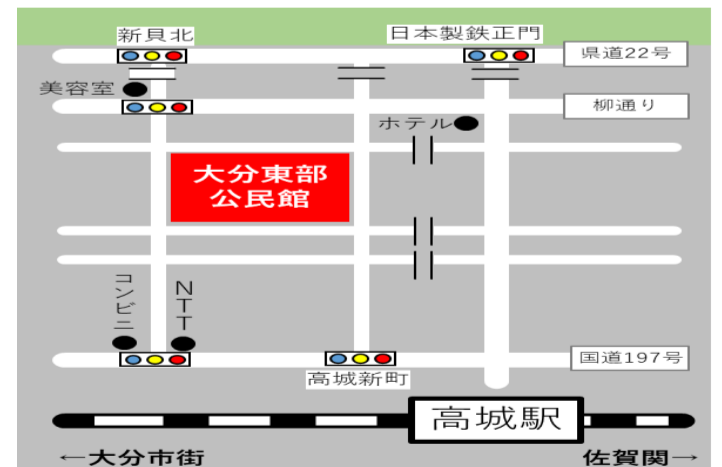 新貝北
日本製鉄正門
県道22号
美容室
柳通り
ホテル
大分東部
公民館
コンビニ
NTT
国道197号
高城新町
高城駅
←大分市街
佐賀関→